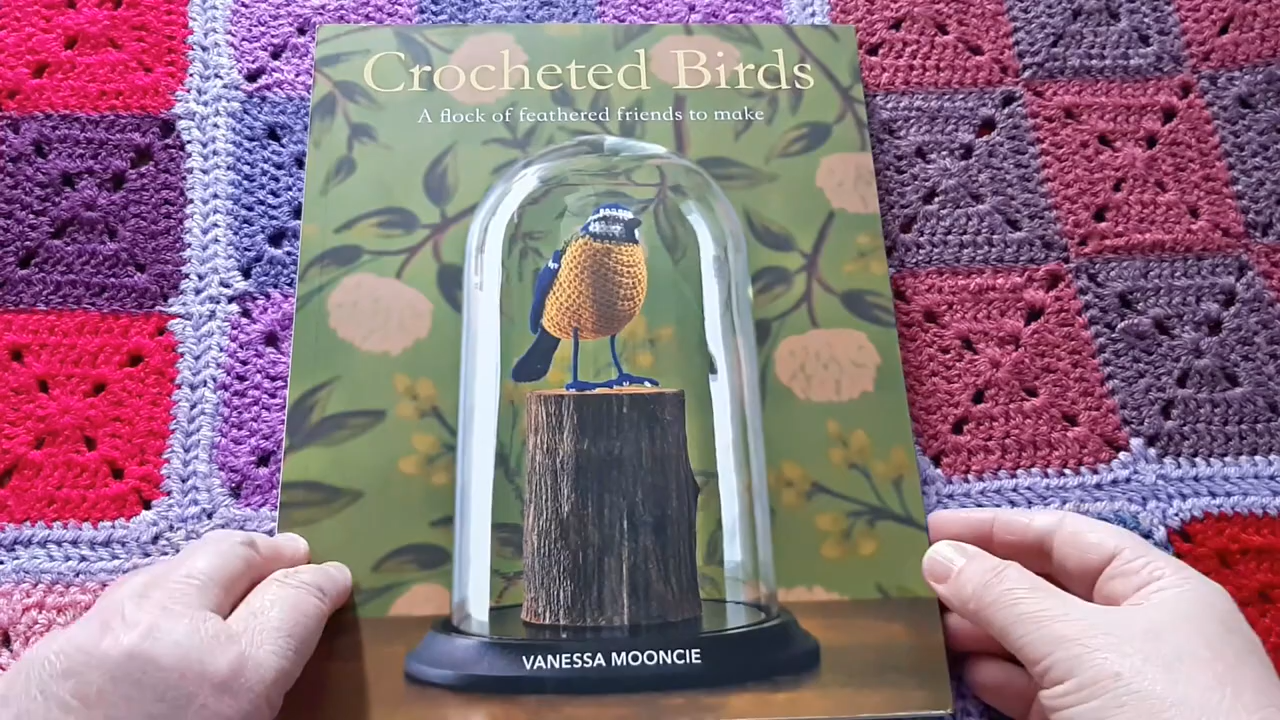 Crocheted Birds
A flock of feathered friends to make
VANESSA MOONCIE